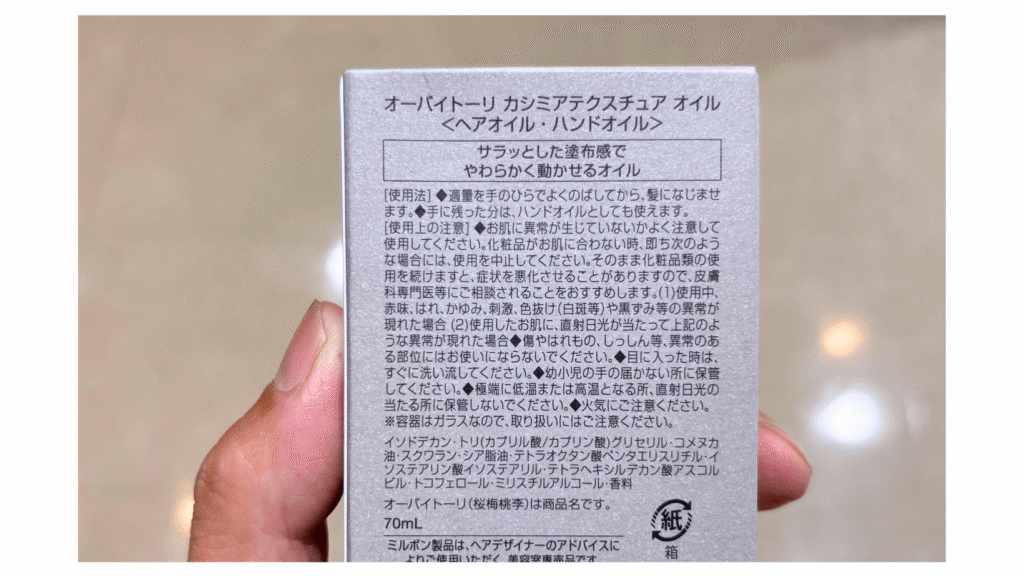 オーバイトーリ カシミアテクスチュア オイル
＜ヘアオイル・ハンドオイル＞
サラッとした塗布感で
やわらかく動かせるオイル
[使用法] ◆適量を手のひらでよくのばしてから、髪になじませ
ます。◆手に残った分は、ハンドオイルとしても使えます。
[使用上の注意] ◆お肌に異常が生じていないかよく注意して
使用してください。化粧品がお肌に合わない時、即ち次のよう
な場合には、使用を中止してください。そのまま化粧品類の使
用を続けますと、症状を悪化させることがありますので、皮膚
科専門医等にご相談されることをおすすめします。(1)使用中、
赤味、はれ、かゆみ、刺激、色抜け(白斑等)や黒ずみ等の異常が
現れた場合 (2)使用したお肌に、直射日光が当たって上記のよ
うな異常が現れた場合◆傷やはれもの、しっしん等、異常のあ
る部位にはお使いにならないでください。◆目に入った時は、
すぐに洗い流してください。◆幼小児の手の届かない所に保管
してください。◆極端に低温または高温となる所、直射日光の
当たる所に保管しないでください。◆火気にご注意ください。
※容器はガラスなので、取り扱いにはご注意ください。
イソドデカン・トリ(カプリル酸/カプリン酸)グリセリル・コメヌカ
油・スクワラン・シア脂油・テトラオクタン酸ペンタエリスリチル・イ
ソステアリン酸イソステアリル・テトラヘキシルデカン酸アスコル
ビル・トコフェロール・ミリスチルアルコール・香料
オーバイトーリ(桜梅桃李)は商品名です。
70mL
紙
箱
ミルボン製品は、ヘアデザイナーのアドバイスに
よりご使用いただく、美容室専売品です。